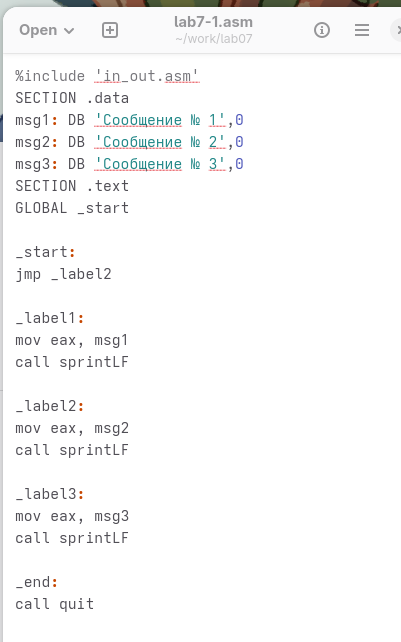 Open
lab7-1.asm
~/work/lab07
%include 'in_out.asm'
SECTION .data
msg1: DB 'Сообщение № 1',0
msg2: DB 'Сообщение № 2',0
msg3: DB 'Сообщение № 3',0
SECTION .text
GLOBAL _start
_start:
jmp _label2
_label1:
mov eax, msg1
call sprintLF
_label2:
mov eax, msg2
call sprintLF
_label3:
mov eax, msg3
call sprintLF
_end:
call quit